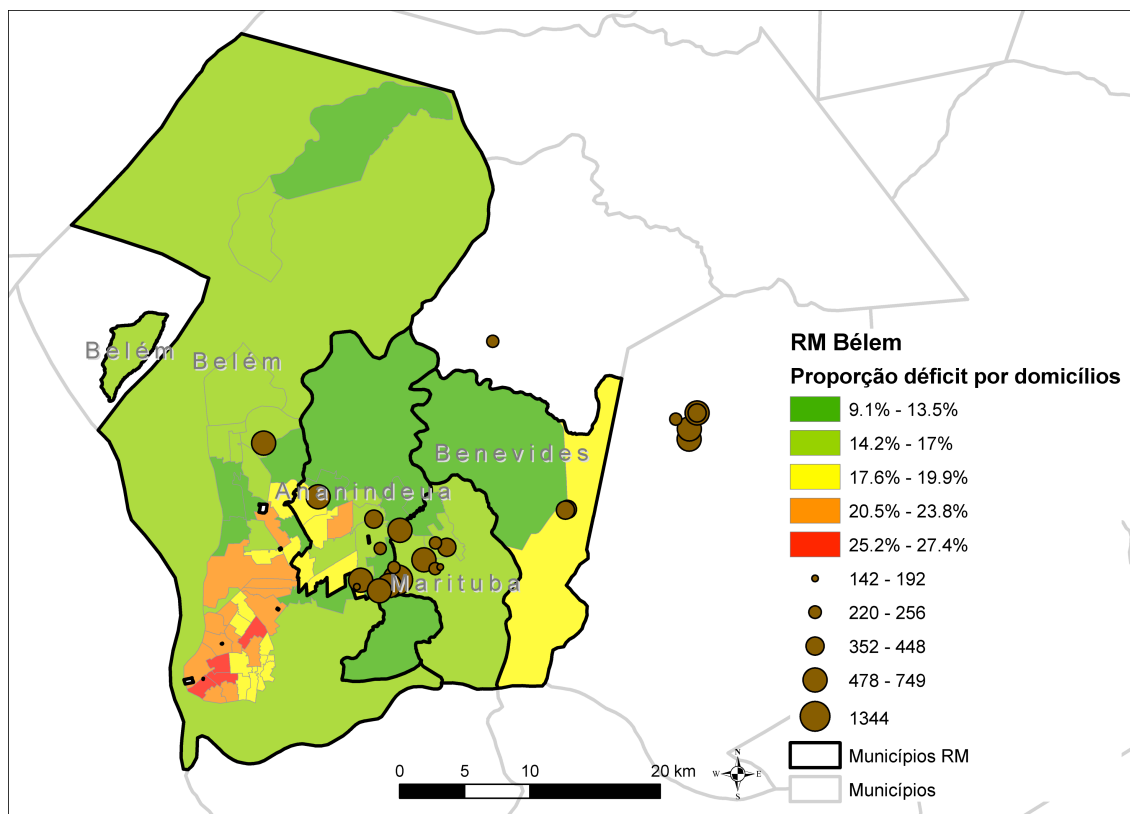 Belém
Belém
Benevides
Ananindeua
Marituba
RM Bélem
Proporção déficit por domicílios
9.1% - 13.5%
14.2% - 17%
17.6% - 19.9%
20.5% - 23.8%
25.2% - 27.4%
142 - 192
220 - 256
352 - 448
478 - 749
1344
Municípios RM
Municípios
0 5 10 20 km
N
W E
S